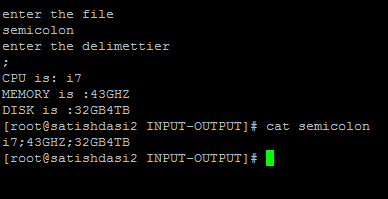 enter the file
semicolon
enter the delimettier
;
CPU is: i7
MEMORY is :43GHZ
DISK is :32GB4TB
[root@satishdasi2 INPUT-OUTPUT]# cat semicolon
i7;43GHZ;32GB4TB
[root@satishdasi2 INPUT-OUTPUT]#